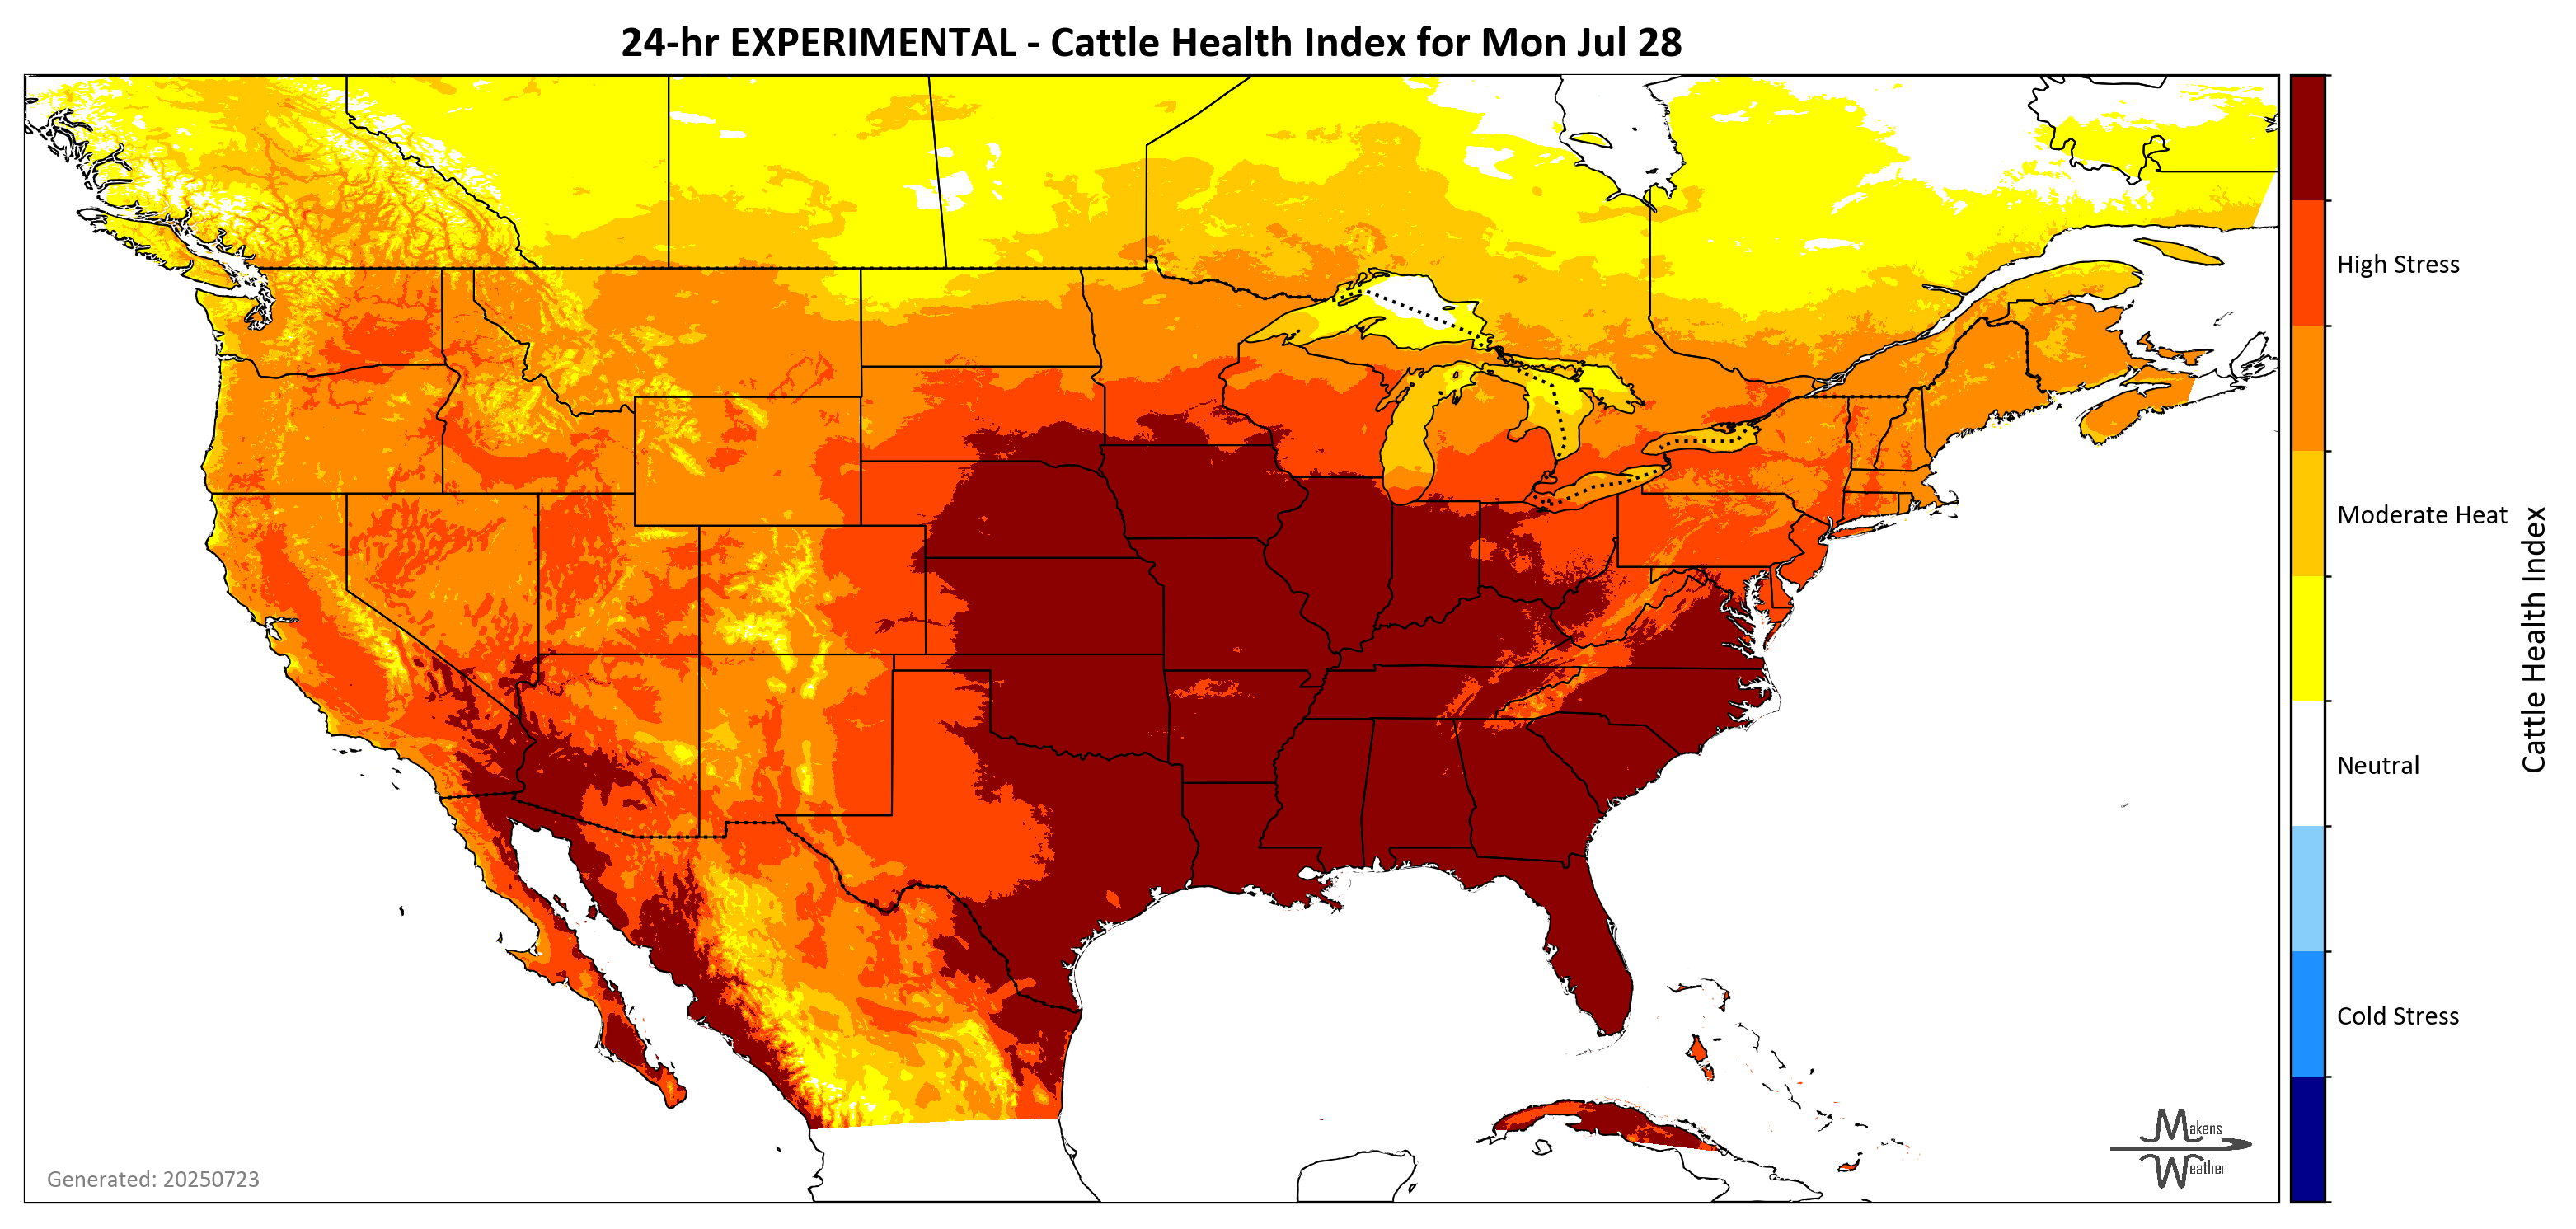 24-hr EXPERIMENTAL - Cattle Health Index for Mon Jul 28
High Stress
Moderate Heat
Neutral
Cold Stress
Cattle Health Index
Makens
Weather
Generated: 20250723